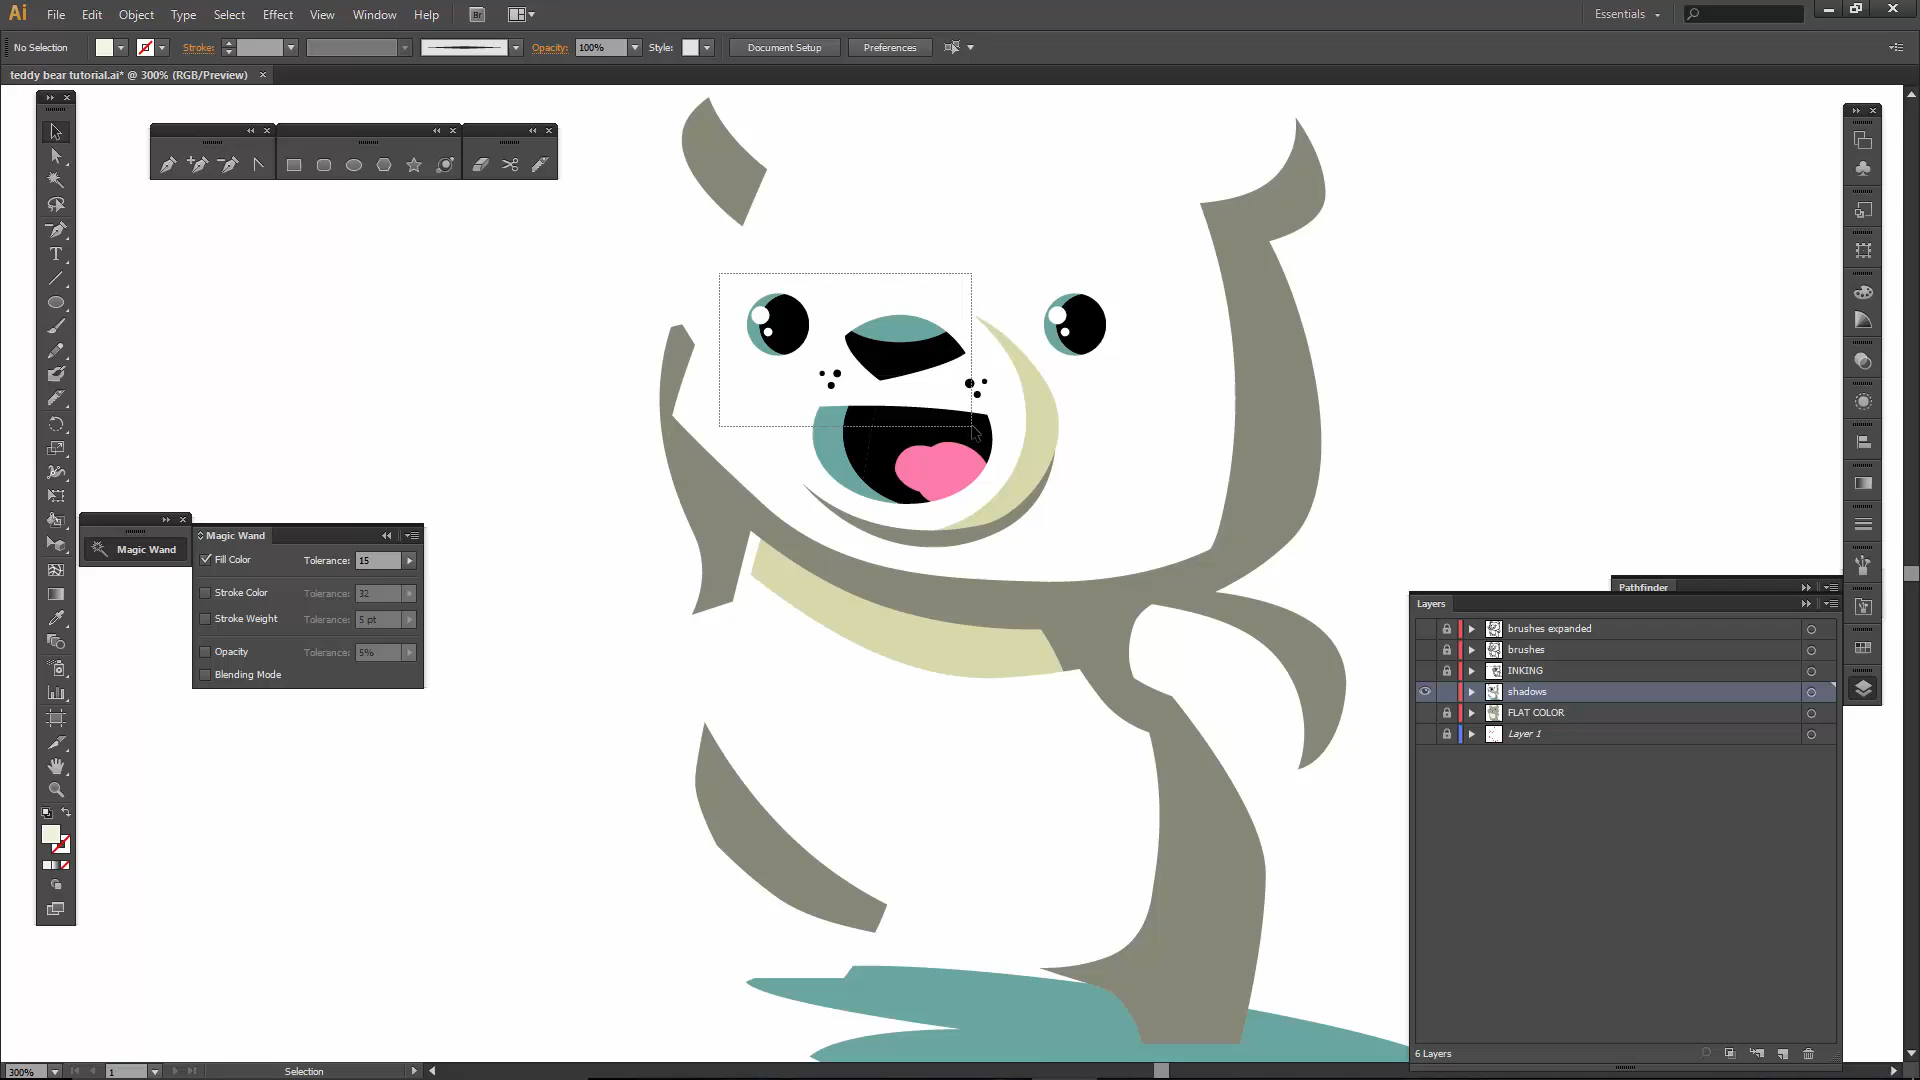 Ai File Edit Object Type Select Effect View Window Help Br Essentials
No Selection Stroke: Opacity: 100% Style: Document Setup Preferences
teddy bear tutorial.ai* @ 300% (RGB/Preview)
T
Magic Wand
Magic Wand
Fill Color Tolerance: 15
Stroke Color Tolerance: 32
Stroke Weight Tolerance: 5 pt
Opacity Tolerance: 5%
Blending Mode
Pathfinder
Layers
brushes expanded
brushes
INKING
shadows
FLAT COLOR
Layer 1
6 Layers
300% 1 Selection